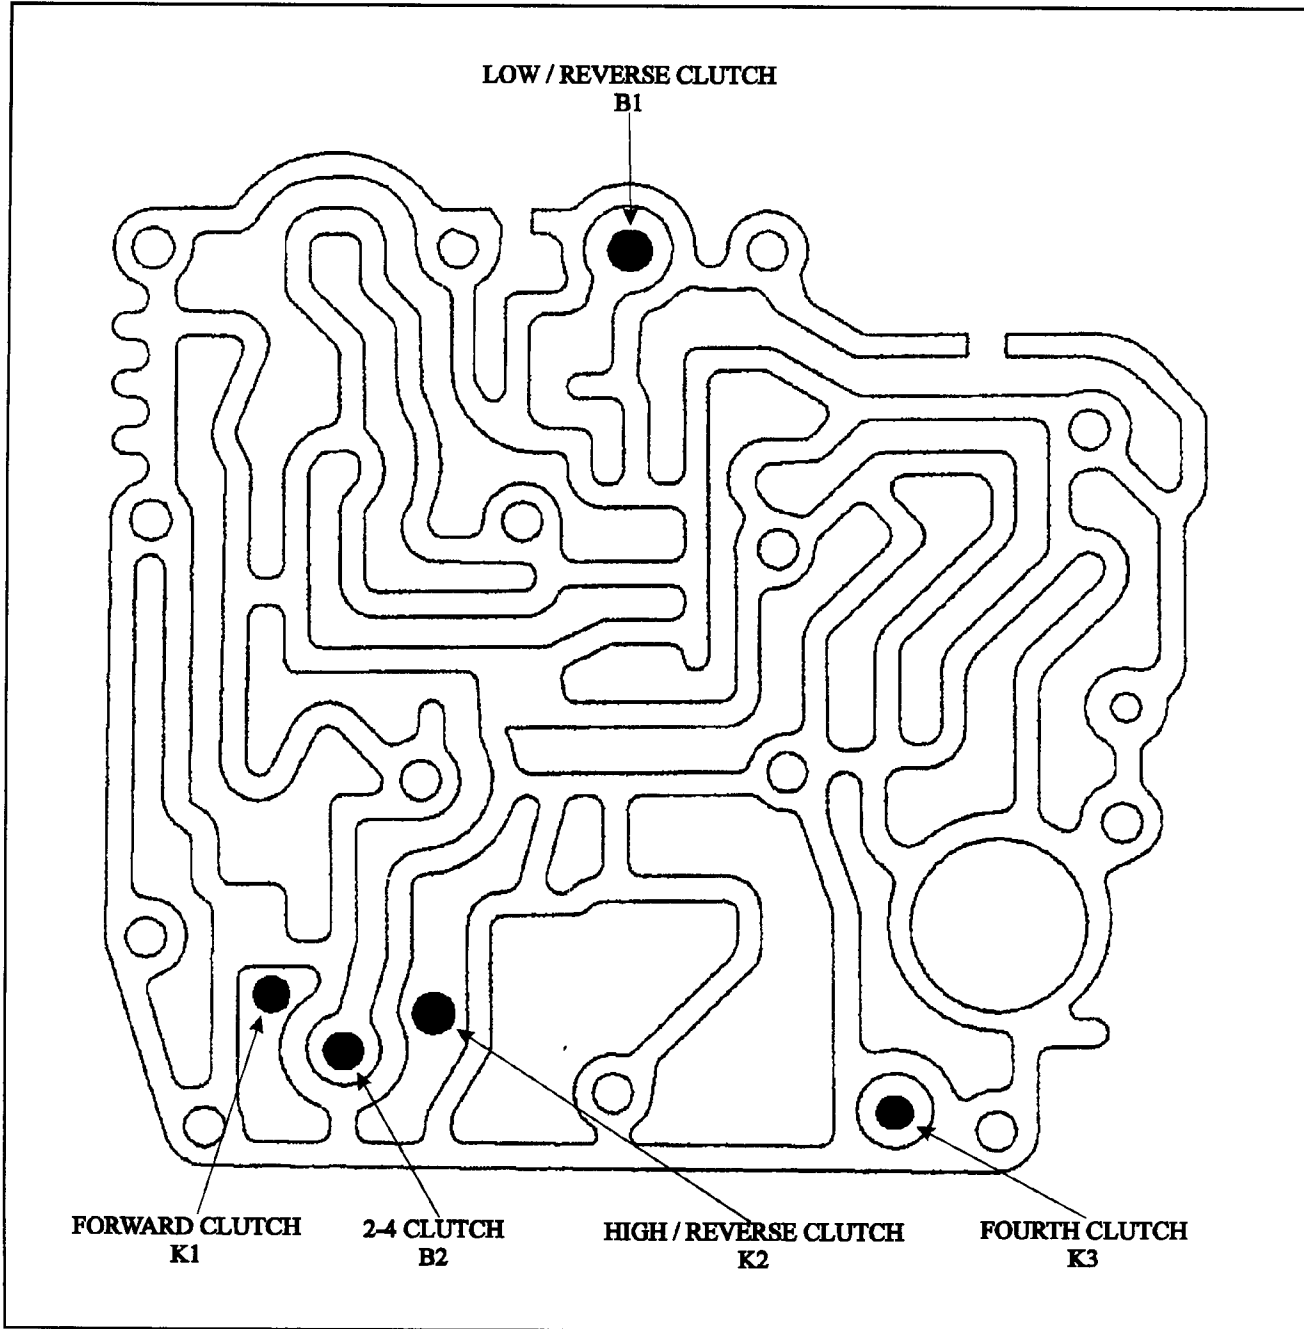 LOW / REVERSE CLUTCH
B1
FORWARD CLUTCH
K1
2-4 CLUTCH
B2
HIGH / REVERSE CLUTCH
K2
FOURTH CLUTCH
K3